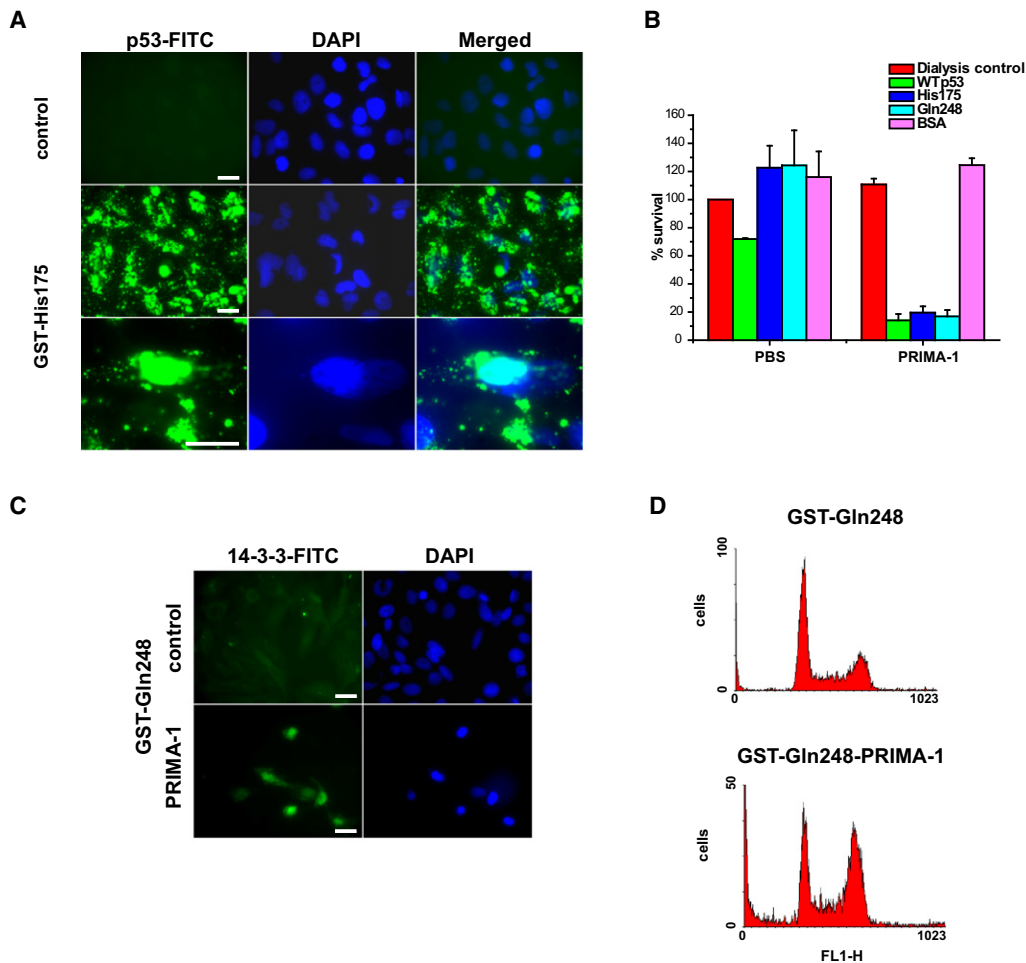 A
p53-FITC DAPI Merged
control
GST-His175
B
Dialysis control
WTp53
His175
Gln248
BSA
160
140
120
100
80
60
40
20
0
% survival
PBS PRIMA-1
C
14-3-3-FITC DAPI
GST-Gln248
control
PRIMA-1
D
GST-Gln248
100
cells
0
0 1023
GST-Gln248-PRIMA-1
50
cells
0
0 1023
FL1-H